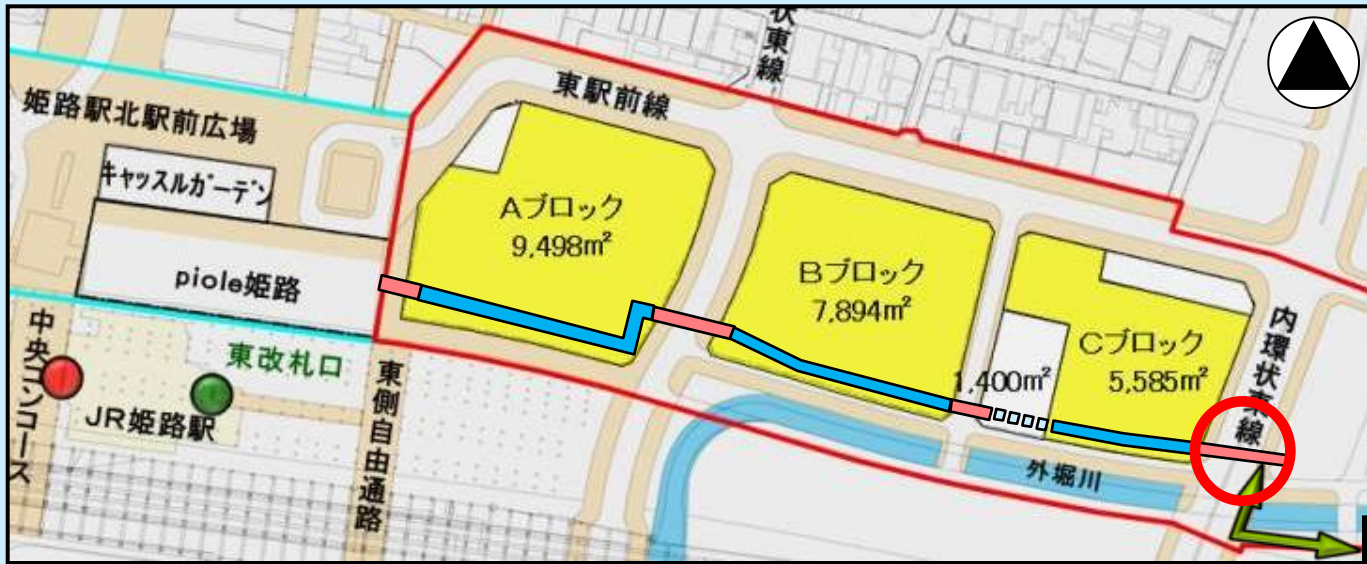 状東線
東駅前線
姫路駅北駅前広場
キャッスルガーデン
Aブロック
9,498m²
piole姫路
Bブロック
7,894m²
Cブロック
5,585m²
1,400m²
内環状東線
中央コンコース
東改札口
JR姫路駅
東側自由通路
外堀川